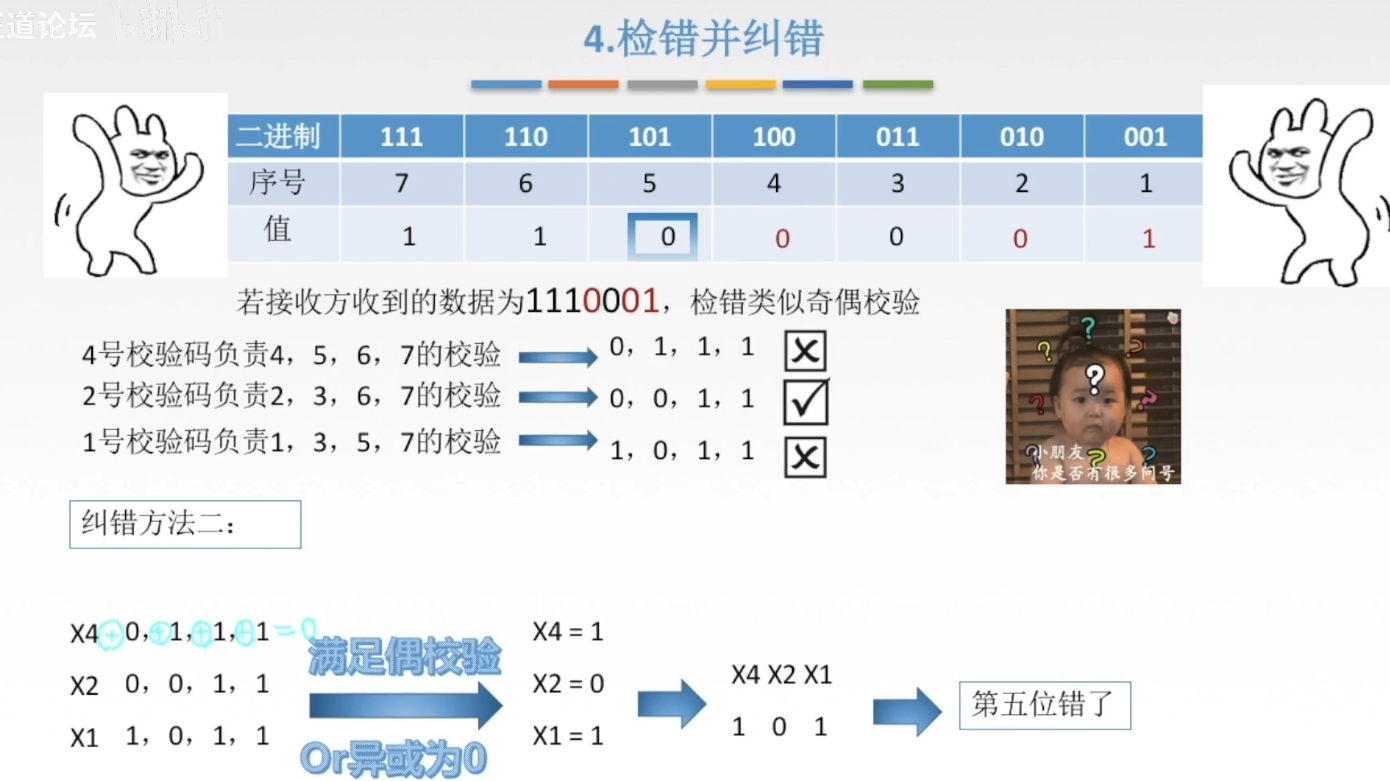 王道论坛 bilibili
4.检错并纠错
二进制 111 110 101 100 011 010 001
序号 7 6 5 4 3 2 1
值 1 1 0 0 0 0 1
若接收方收到的数据为1110001，检错类似奇偶校验
4号校验码负责4，5，6，7的校验 0，1，1，1
2号校验码负责2，3，6，7的校验 0，0，1，1
1号校验码负责1，3，5，7的校验 1，0，1，1
?
小朋友
你是否有很多问号
纠错方法二：
X4 0，1，1，1 =0
X2 0，0，1，1
X1 1，0，1，1
满足偶校验
Or异或为0
X4 = 1
X2 = 0
X1 = 1
X4 X2 X1
1 0 1
第五位错了